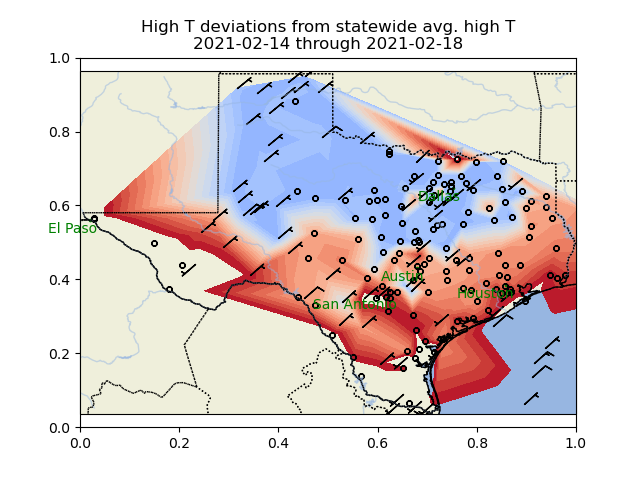 High T deviations from statewide avg. high T
2021-02-14 through 2021-02-18
1.0
0.8
0.6
0.4
0.2
0.0
El Paso
Dallas
Austin
Houston
San Antonio
0.0 0.2 0.4 0.6 0.8 1.0